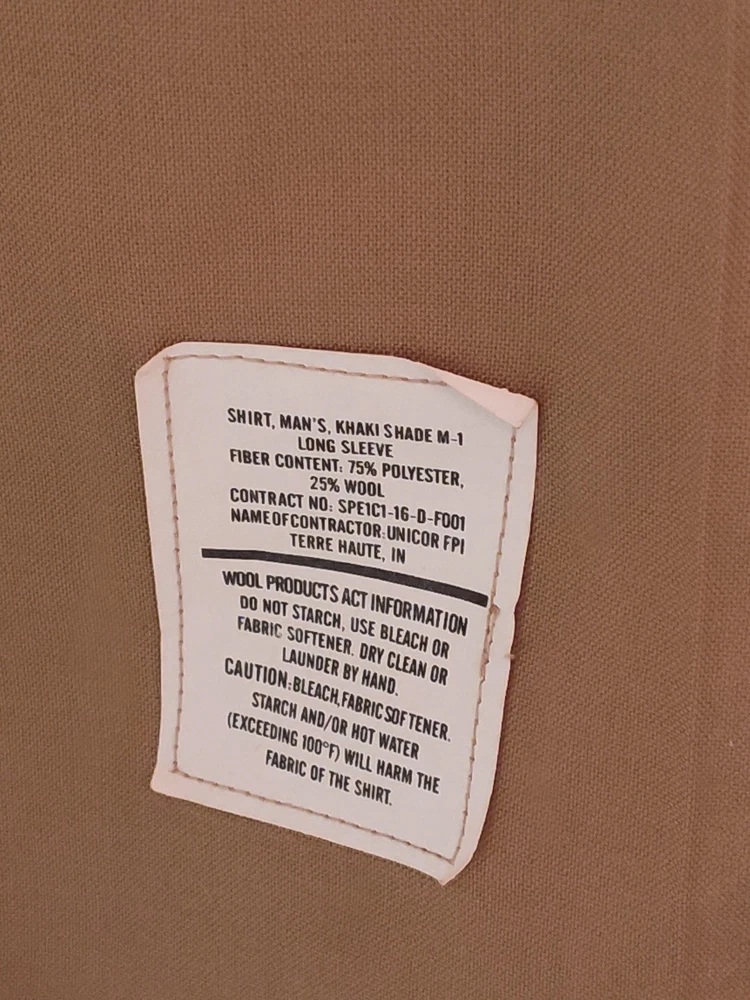 SHIRT, MAN'S, KHAKI SHADE M-1
LONG SLEEVE
FIBER CONTENT: 75% POLYESTER,
25% WOOL
CONTRACT NO: SPE1C1-16-D-F001
NAME OF CONTRACTOR: UNICOR FPI
TERRE HAUTE, IN
WOOL PRODUCTS ACT INFORMATION
DO NOT STARCH, USE BLEACH OR
FABRIC SOFTENER. DRY CLEAN OR
LAUNDER BY HAND.
CAUTION: BLEACH, FABRIC SOFTENER.
STARCH AND/OR HOT WATER
(EXCEEDING 100°F) WILL HARM THE
FABRIC OF THE SHIRT.